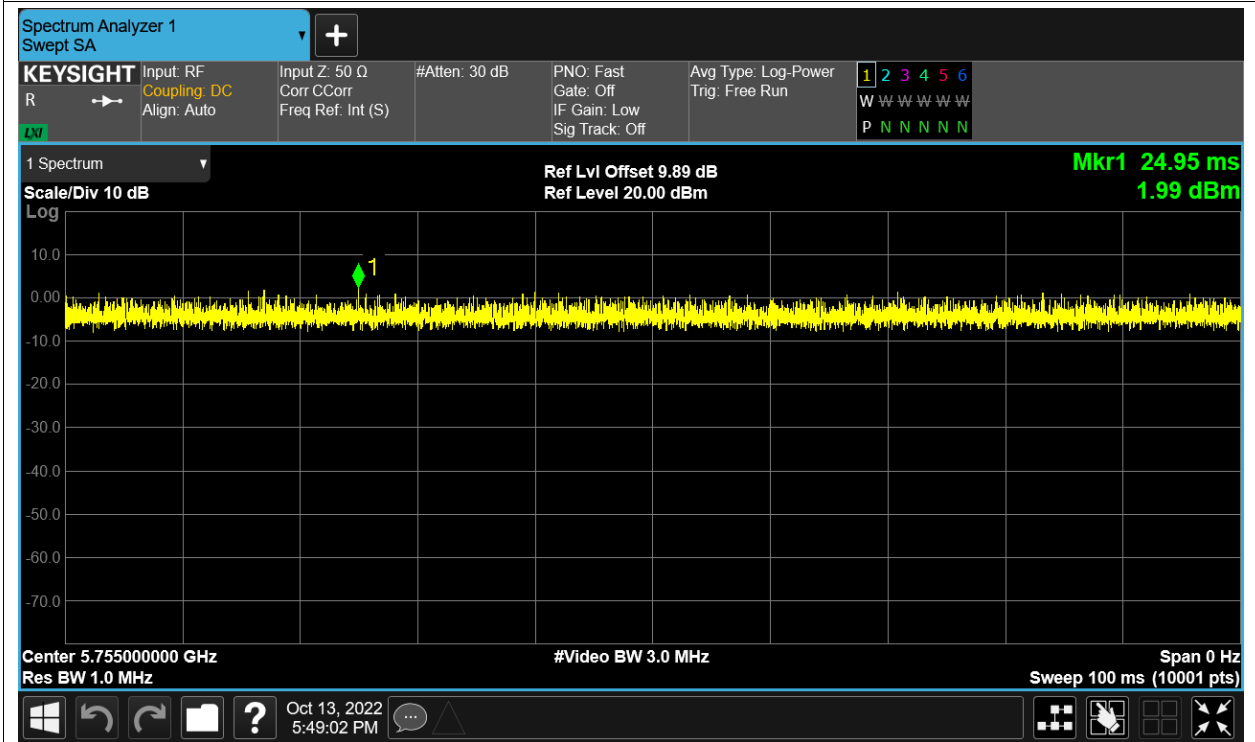 Spectrum Analyzer 1
Swept SA
KEYSIGHT
R
LXI
Input: RF
Coupling: DC
Align: Auto
Input Z: 50 Ω
Corr CCorr
Freq Ref: Int (S)
#Atten: 30 dB
PNO: Fast
Gate: Off
IF Gain: Low
Sig Track: Off
Avg Type: Log-Power
Trig: Free Run
1 2 3 4 5 6
W W W W W W
P N N N N N
1 Spectrum
Scale/Div 10 dB
Log
Ref Lvl Offset 9.89 dB
Ref Level 20.00 dBm
Mkr1 24.95 ms
1.99 dBm
1
10.0
0.00
-10.0
-20.0
-30.0
-40.0
-50.0
-60.0
-70.0
Center 5.755000000 GHz
#Video BW 3.0 MHz
Span 0 Hz
Res BW 1.0 MHz
Sweep 100 ms (10001 pts)
?
Oct 13, 2022
5:49:02 PM